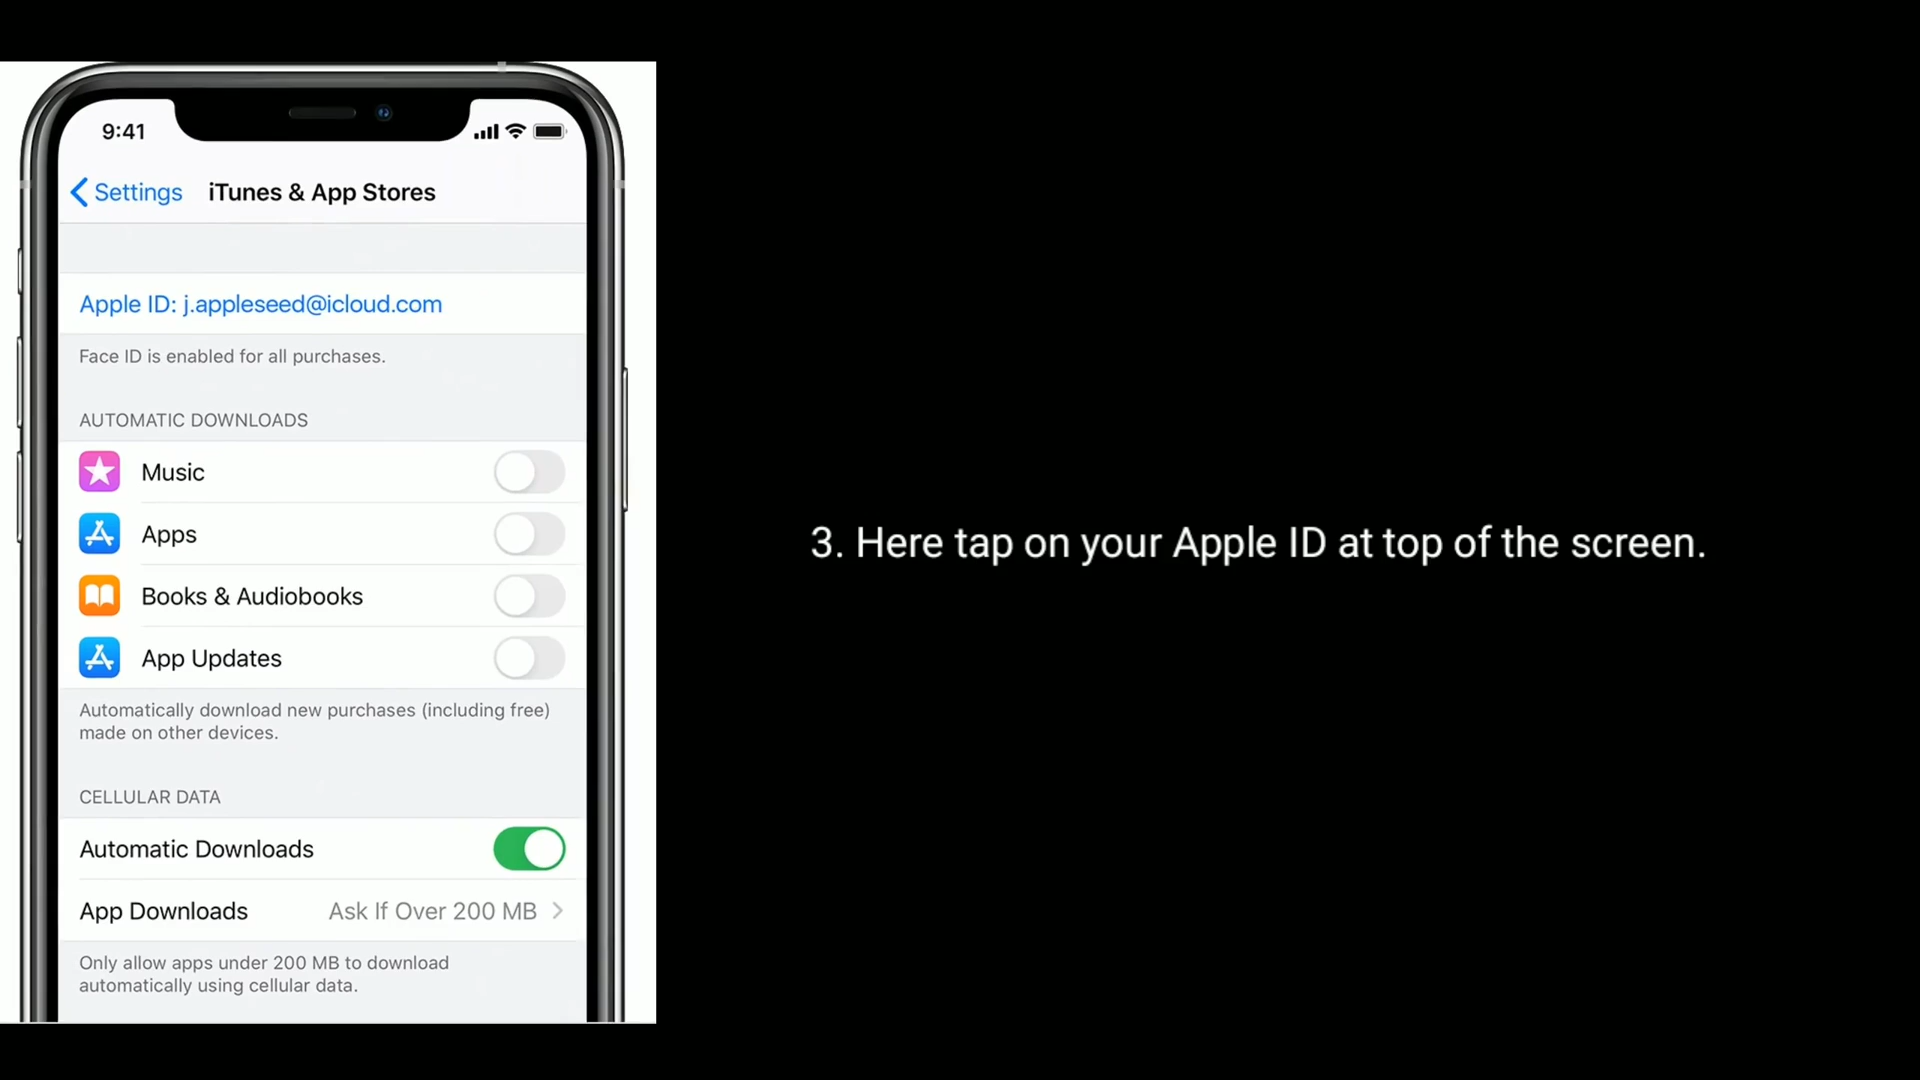 9:41
Settings
iTunes & App Stores
Apple ID: j.appleseed@icloud.com
Face ID is enabled for all purchases.
AUTOMATIC DOWNLOADS
Music
Apps
Books & Audiobooks
App Updates
Automatically download new purchases (including free)
made on other devices.
CELLULAR DATA
Automatic Downloads
App Downloads Ask If Over 200 MB
Only allow apps under 200 MB to download
automatically using cellular data.
3. Here tap on your Apple ID at top of the screen.